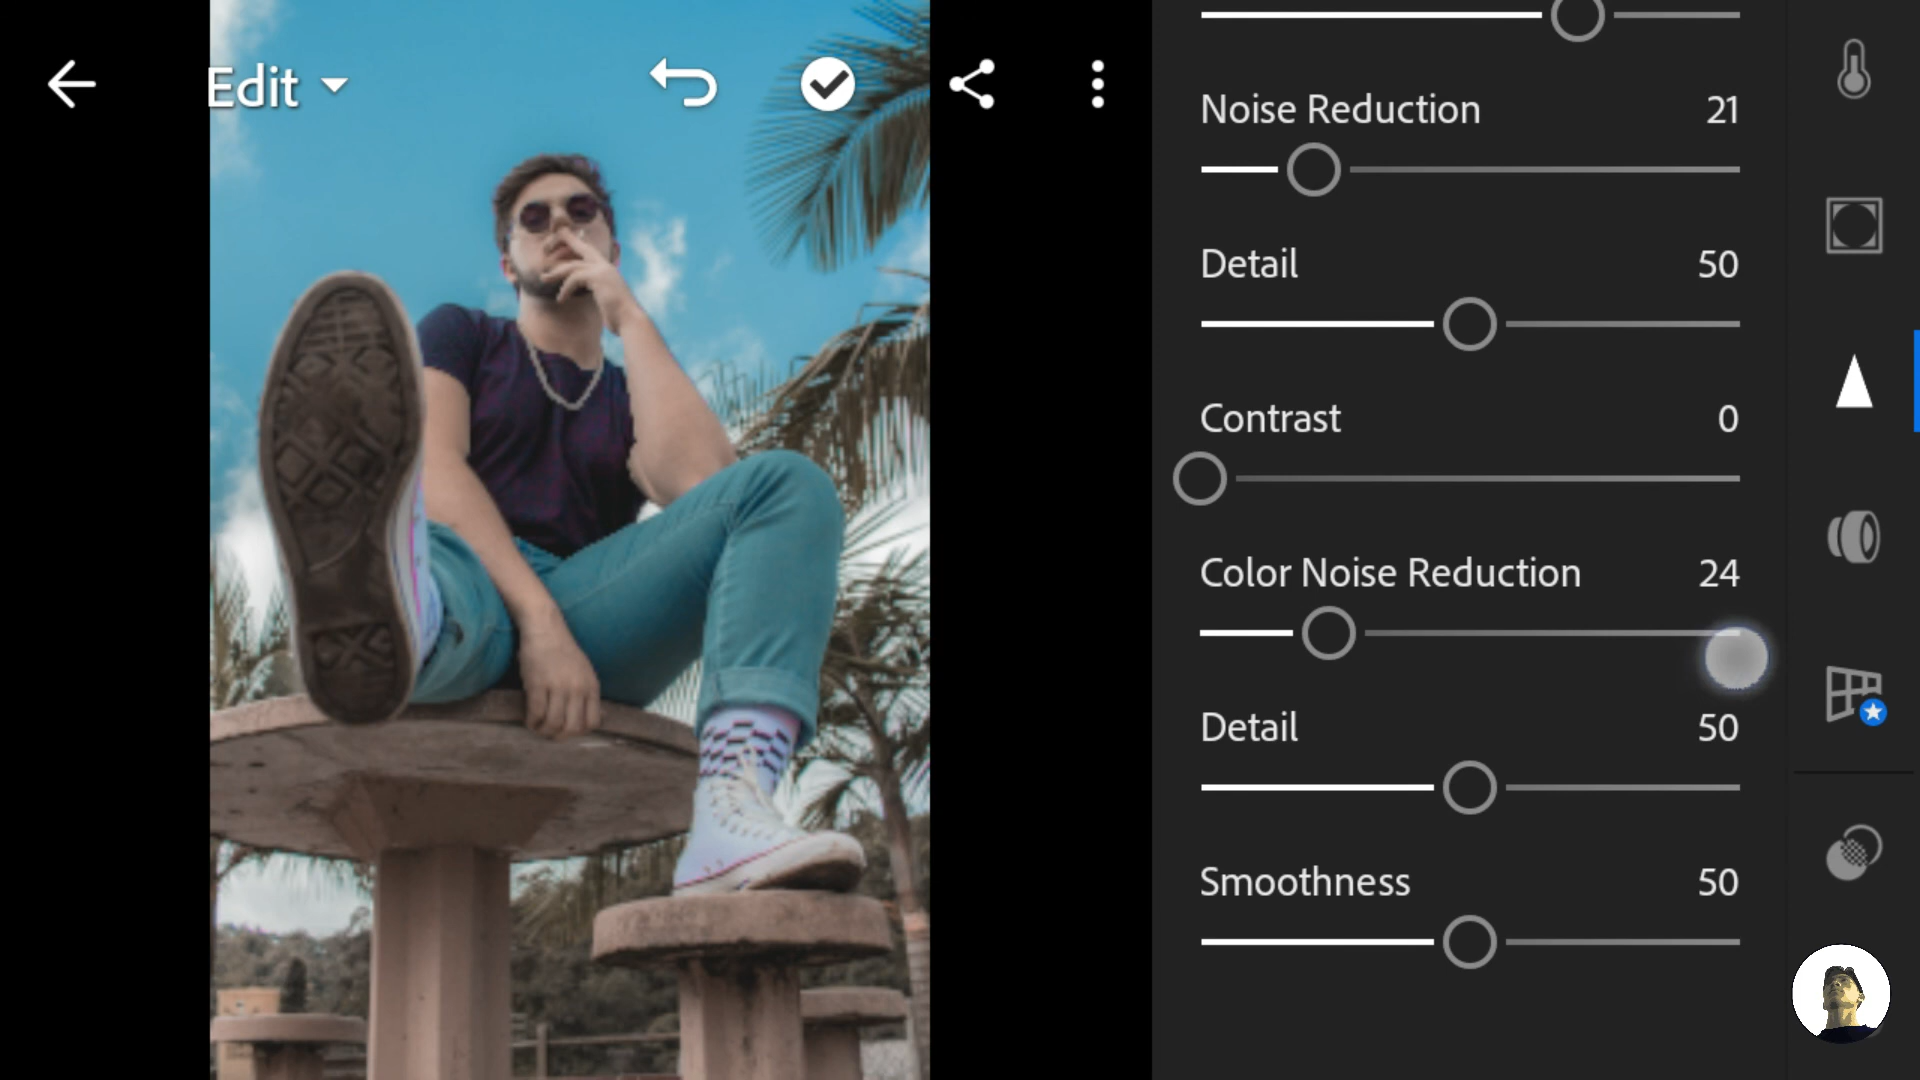 Edit
Noise Reduction 21
Detail 50
Contrast 0
Color Noise Reduction 24
Detail 50
Smoothness 50